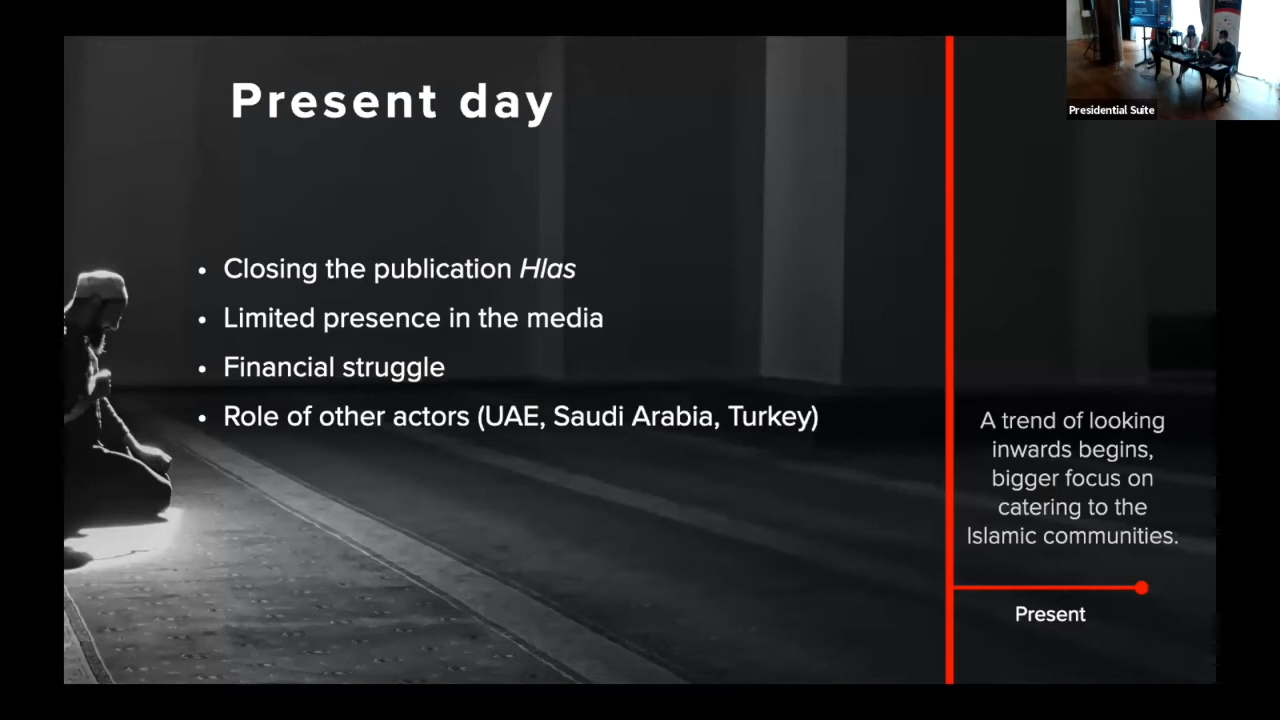 Present day
• Closing the publication Hlas
• Limited presence in the media
• Financial struggle
• Role of other actors (UAE, Saudi Arabia, Turkey)
A trend of looking
inwards begins,
bigger focus on
catering to the
Islamic communities.
Present
Presidential Suite